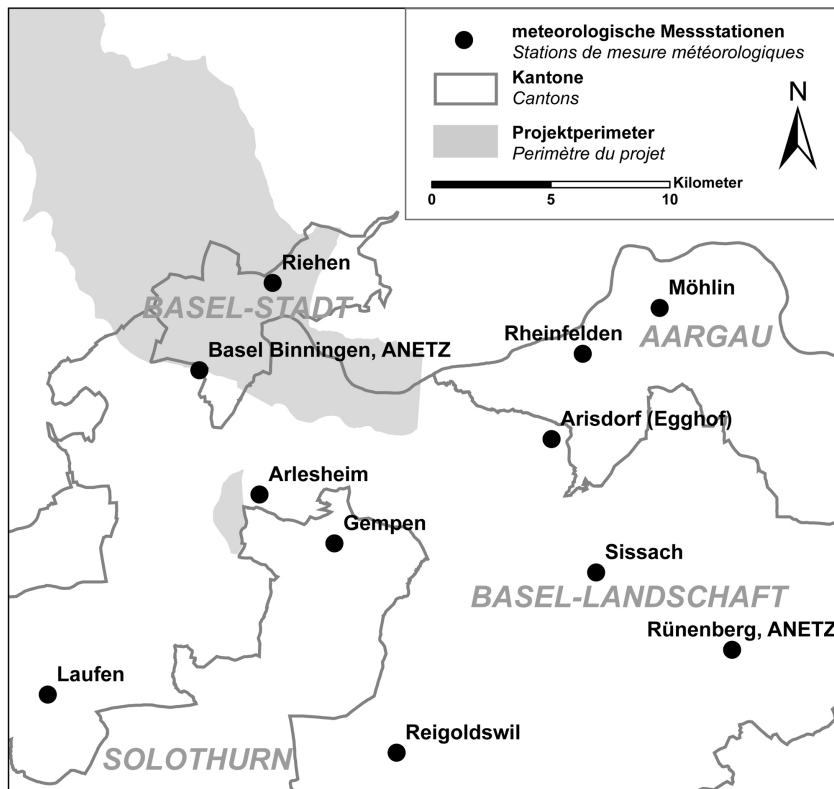 meteorologische Messstationen
Stations de mesure météorologiques
Kantone
Cantons
Projektperimeter
Perimètre du projet
N
Kilometer
0 5 10
Riehen
BASEL-STADT
Möhlin
Rheinfelden
AARGAU
Basel Binningen, ANETZ
Arisdorf (Egghof)
Arlesheim
Gempen
Sissach
BASEL-LANDSCHAFT
Rünenberg, ANETZ
Laufen
Reigoldswil
SOLOTHURN